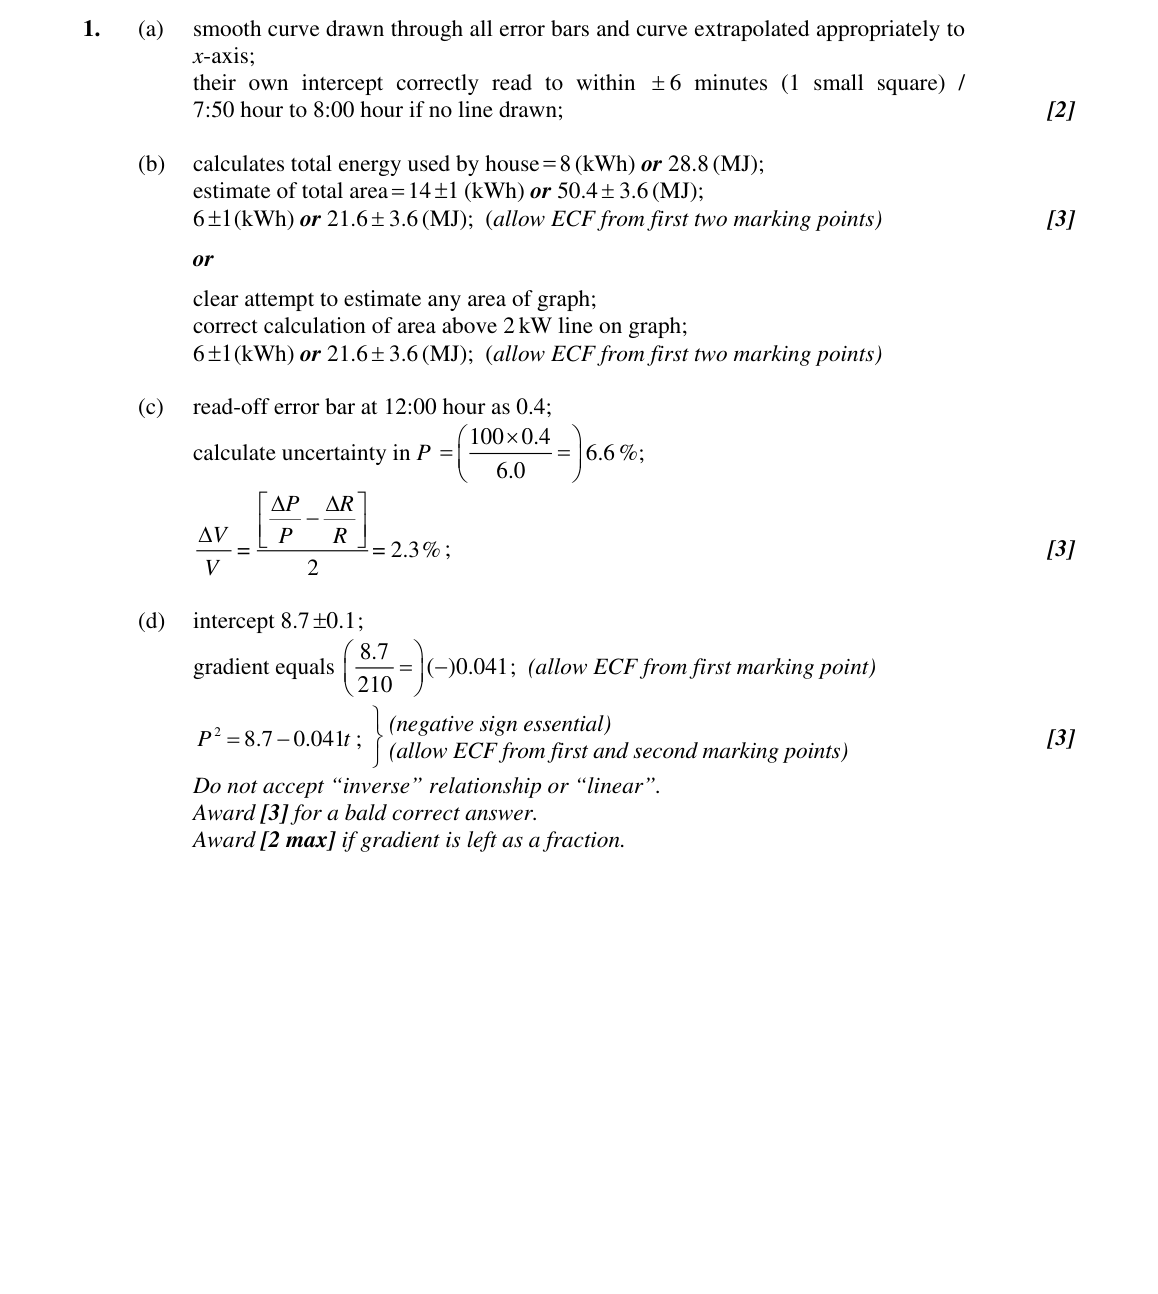 1. (a) smooth curve drawn through all error bars and curve extrapolated appropriately to
x-axis;
their own intercept correctly read to within ±6 minutes (1 small square) /
7:50 hour to 8:00 hour if no line drawn; [2]
(b) calculates total energy used by house = 8 (kWh) or 28.8 (MJ);
estimate of total area = 14±1 (kWh) or 50.4±3.6 (MJ);
6±1(kWh) or 21.6±3.6 (MJ); (allow ECF from first two marking points) [3]
or
clear attempt to estimate any area of graph;
correct calculation of area above 2 kW line on graph;
6±1(kWh) or 21.6±3.6 (MJ); (allow ECF from first two marking points)
(c) read-off error bar at 12:00 hour as 0.4;
calculate uncertainty in P = (100×0.4/6.0 =) 6.6 %;
ΔV/V = [ΔP/P − ΔR/R]/2 = 2.3 %; [3]
(d) intercept 8.7±0.1;
gradient equals (8.7/210 =) (−)0.041; (allow ECF from first marking point)
P² = 8.7 − 0.041t; } (negative sign essential)
(allow ECF from first and second marking points) [3]
Do not accept “inverse” relationship or “linear”.
Award [3] for a bald correct answer.
Award [2 max] if gradient is left as a fraction.